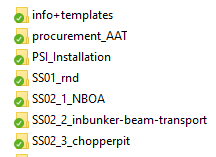 info+templates
procurement_AAT
PSI_Installation
SS01_rnd
SS02_1_NBOA
SS02_2_inbunker-beam-transport
SS02_3_chopperpit